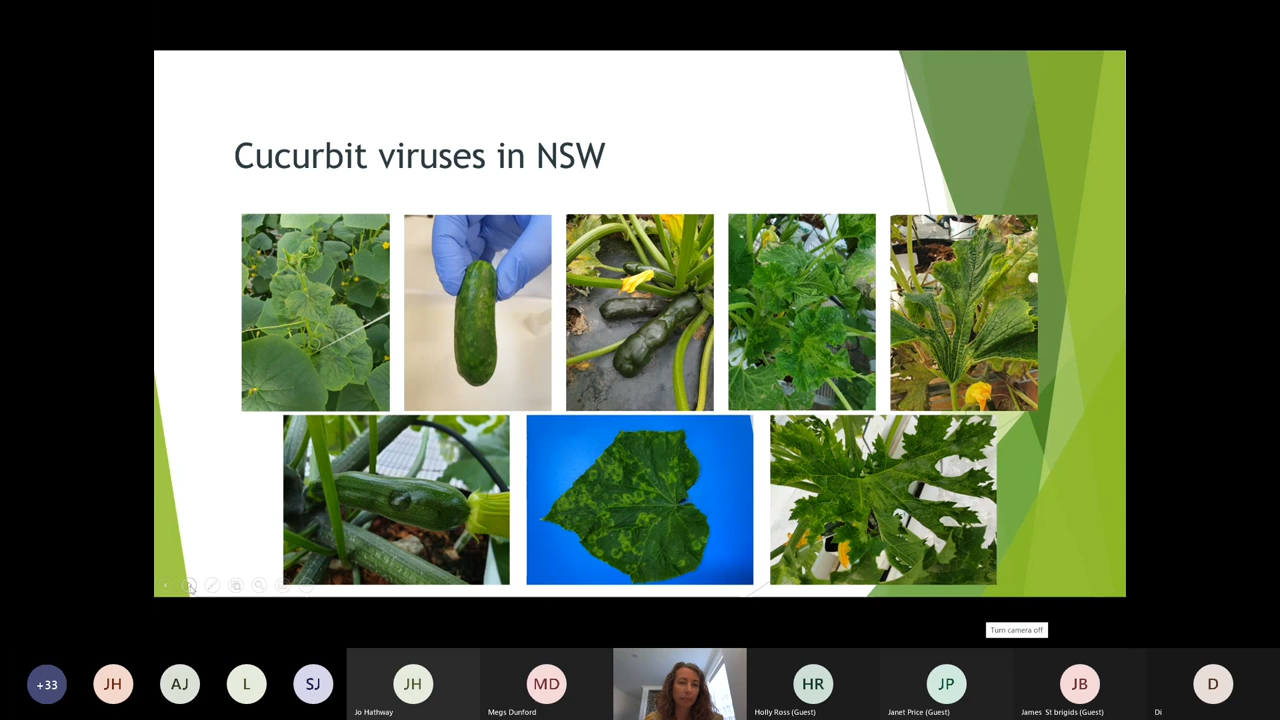 Cucurbit viruses in NSW
Turn camera off
+33
JH
AJ
L
SJ
JH
MD
HR
JP
JB
D
Jo Hathway
Megs Dunford
Holly Ross (Guest)
Janet Price (Guest)
James St brigids (Guest)
Di